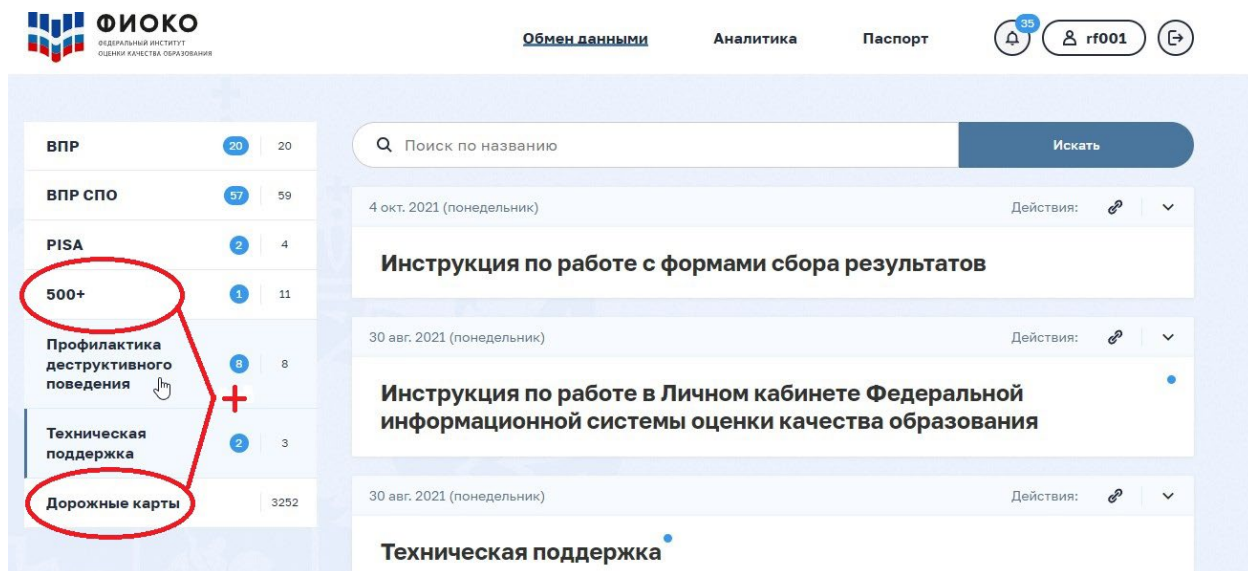 ФИОКО
ФЕДЕРАЛЬНЫЙ ИНСТИТУТ
ОЦЕНКИ КАЧЕСТВА ОБРАЗОВАНИЯ
Обмен данными Аналитика Паспорт 35 rf001
ВПР 20 20
ВПР СПО 57 59
PISA 2 4
500+ 1 11
Профилактика
деструктивного 8 8
поведения
Техническая
поддержка 2 3
Дорожные карты 3252
Поиск по названию Искать
4 окт. 2021 (понедельник) Действия:
Инструкция по работе с формами сбора результатов
30 авг. 2021 (понедельник) Действия:
Инструкция по работе в Личном кабинете Федеральной
информационной системы оценки качества образования
30 авг. 2021 (понедельник) Действия:
Техническая поддержка
+